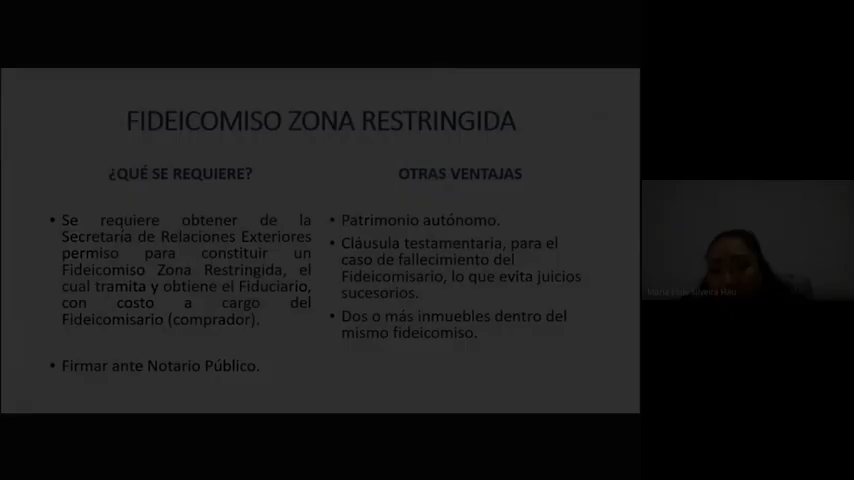 FIDEICOMISO ZONA RESTRINGIDA
¿QUÉ SE REQUIERE?
• Se requiere obtener de la
Secretaría de Relaciones Exteriores
permiso para constituir un
Fideicomiso Zona Restringida, el
cual tramita y obtiene el Fiduciario,
con costo a cargo del
Fideicomisario (comprador).
• Firmar ante Notario Público.
OTRAS VENTAJAS
• Patrimonio autónomo.
• Cláusula testamentaria, para el
caso de fallecimiento del
Fideicomisario, lo que evita juicios
sucesorios.
• Dos o más inmuebles dentro del
mismo fideicomiso.